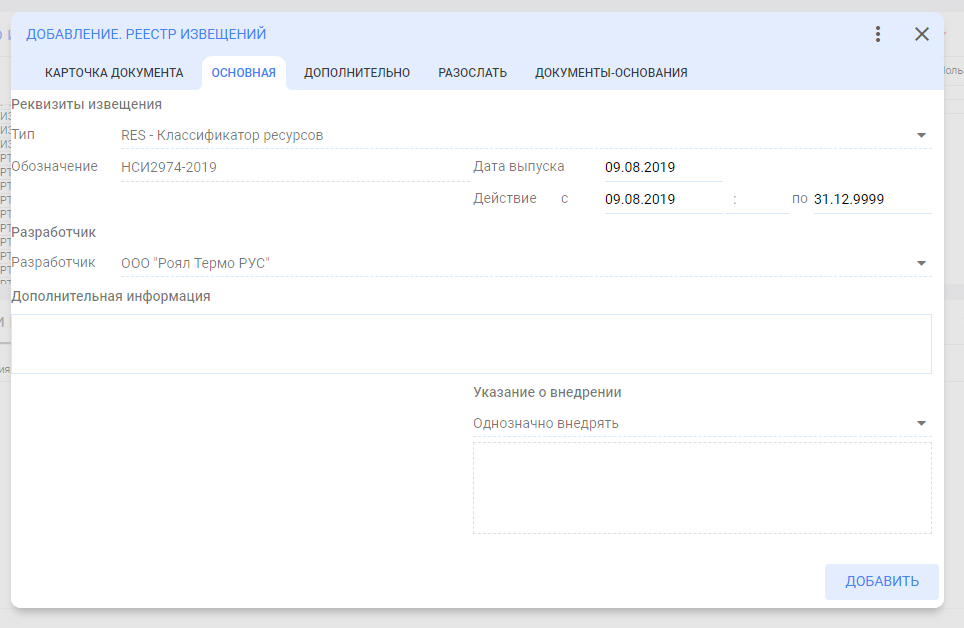 ДОБАВЛЕНИЕ. РЕЕСТР ИЗВЕЩЕНИЙ
КАРТОЧКА ДОКУМЕНТА ОСНОВНАЯ ДОПОЛНИТЕЛЬНО РАЗОСЛАТЬ ДОКУМЕНТЫ-ОСНОВАНИЯ
Реквизиты извещения
Тип RES - Классификатор ресурсов
Обозначение НСИ2974-2019 Дата выпуска 09.08.2019
Действие с 09.08.2019 : по 31.12.9999
Разработчик
Разработчик ООО "Роял Термо РУС"
Дополнительная информация
Указание о внедрении
Однозначно внедрять
ДОБАВИТЬ